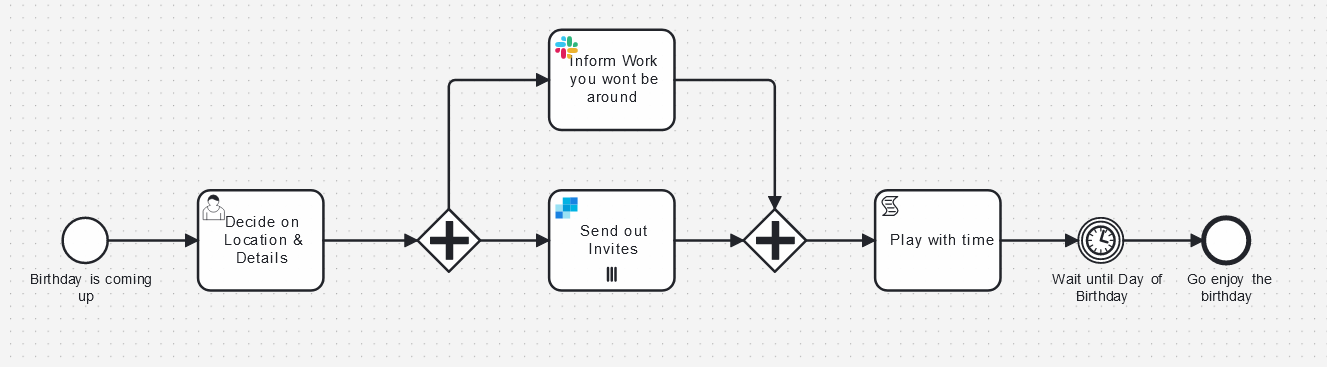 Birthday is coming
up
Decide on
Location &
Details
Inform Work
you wont be
around
Send out
Invites
Play with time
Wait until Day of
Birthday
Go enjoy the
birthday